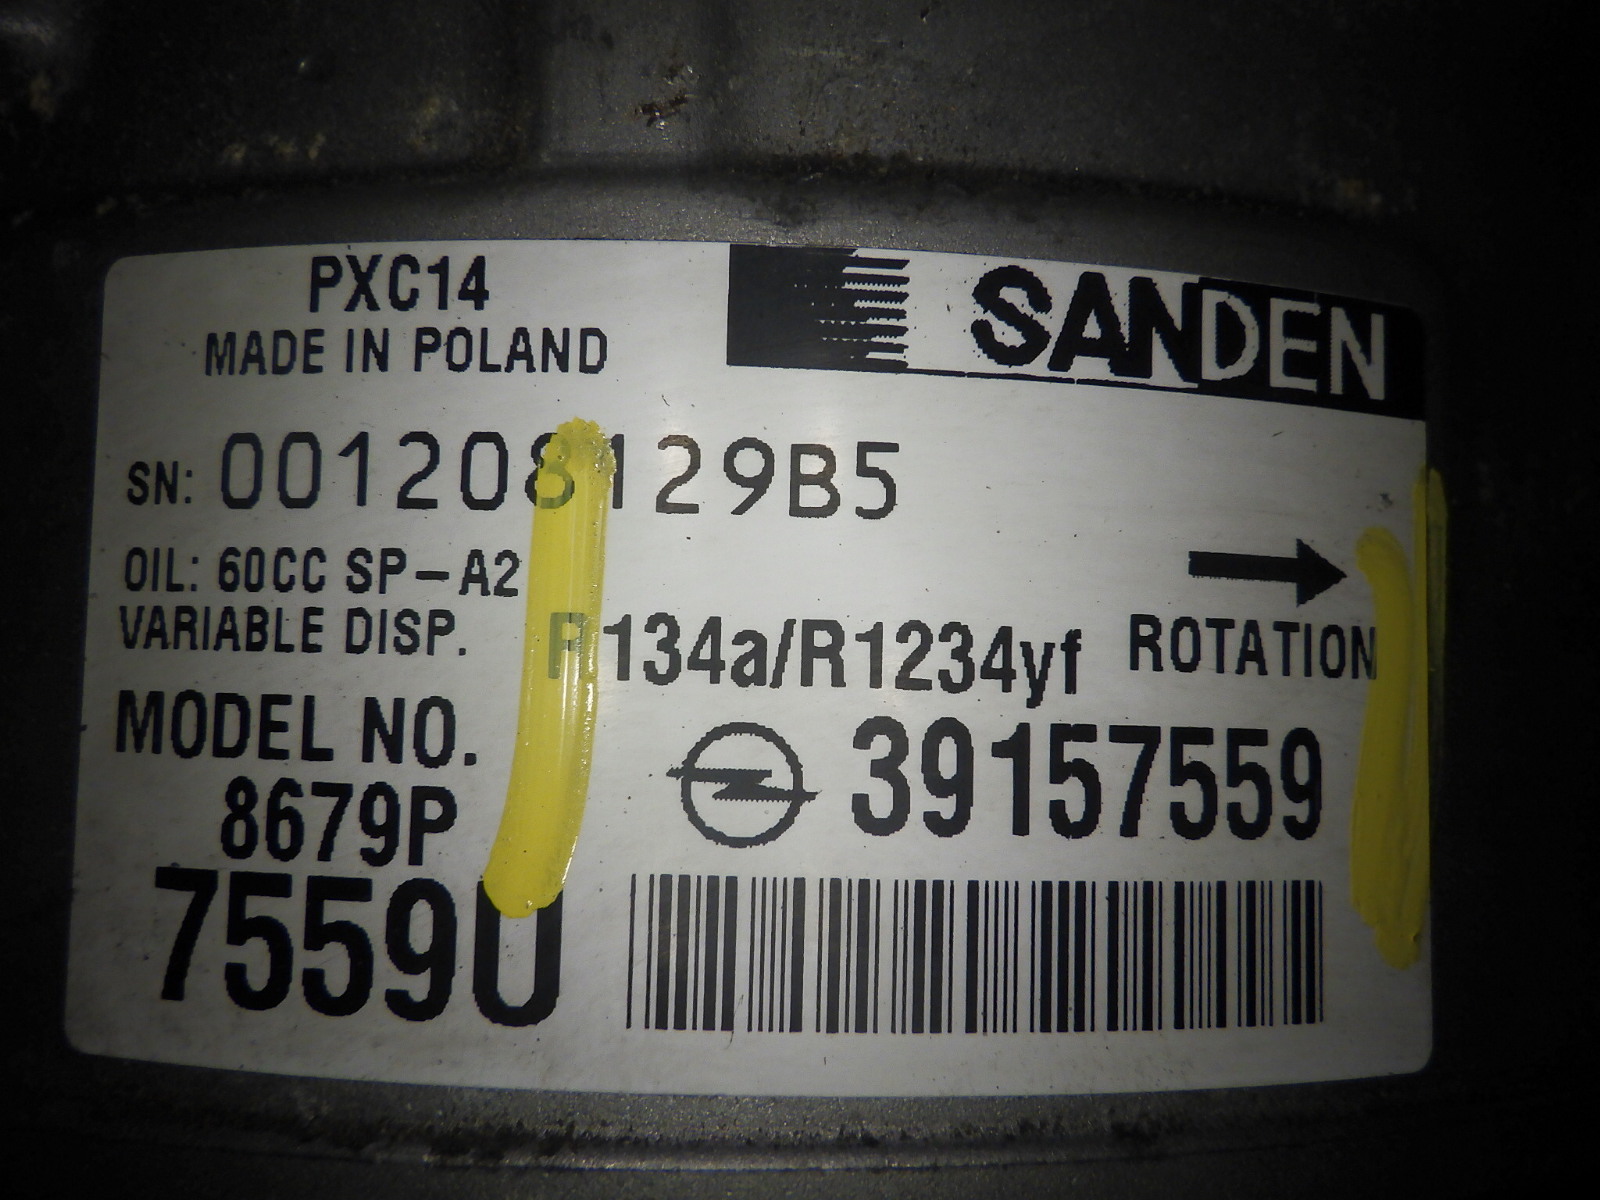 PXC14
MADE IN POLAND
SANDEN
SN: 001208129B5
OIL: 60CC SP-A2
VARIABLE DISP.
R134a/R1234yf
ROTATION
MODEL NO.
8679P
39157559
7559U